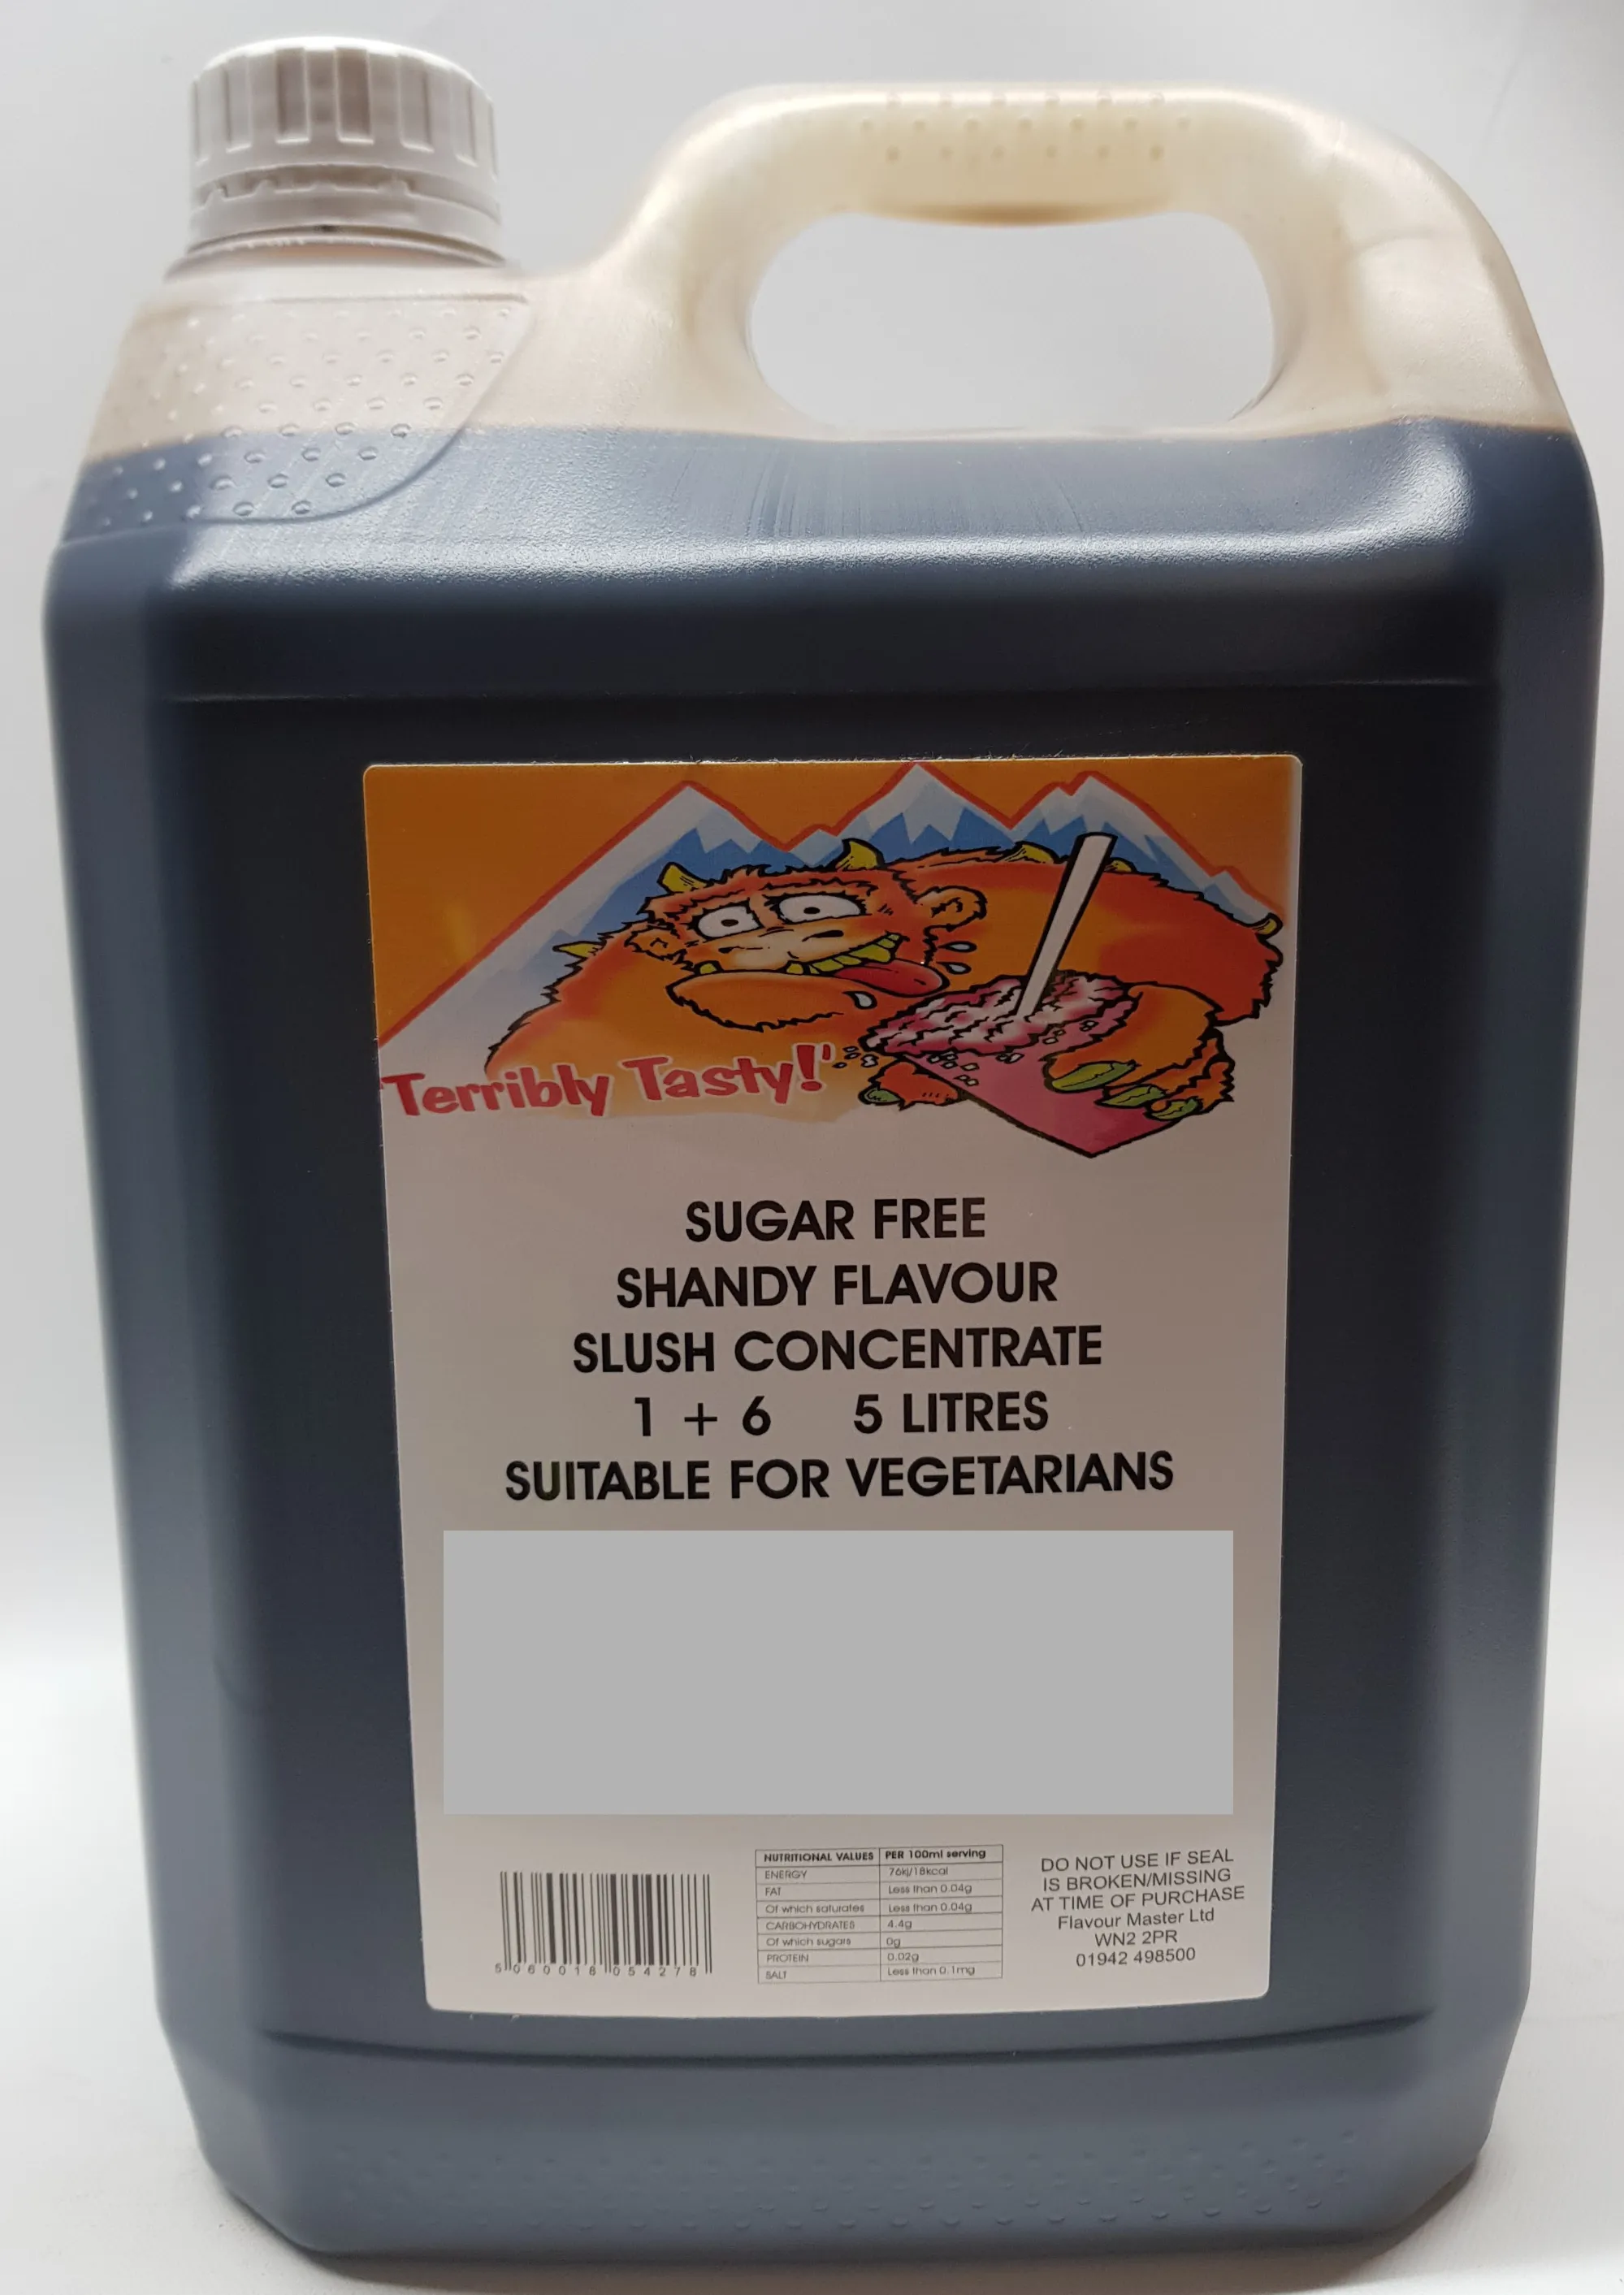 'Terribly Tasty!'
SUGAR FREE
SHANDY FLAVOUR
SLUSH CONCENTRATE
1 + 6 5 LITRES
SUITABLE FOR VEGETARIANS
NUTRITIONAL VALUES PER 100ml serving
ENERGY 76kj/18kcal
FAT Less than 0.04g
Of which saturates Less than 0.04g
CARBOHYDRATES 4.4g
Of which sugars 0g
PROTEIN 0.02g
SALT Less than 0.1mg
5 060018 054278
DO NOT USE IF SEAL
IS BROKEN/MISSING
AT TIME OF PURCHASE
Flavour Master Ltd
WN2 2PR
01942 498500